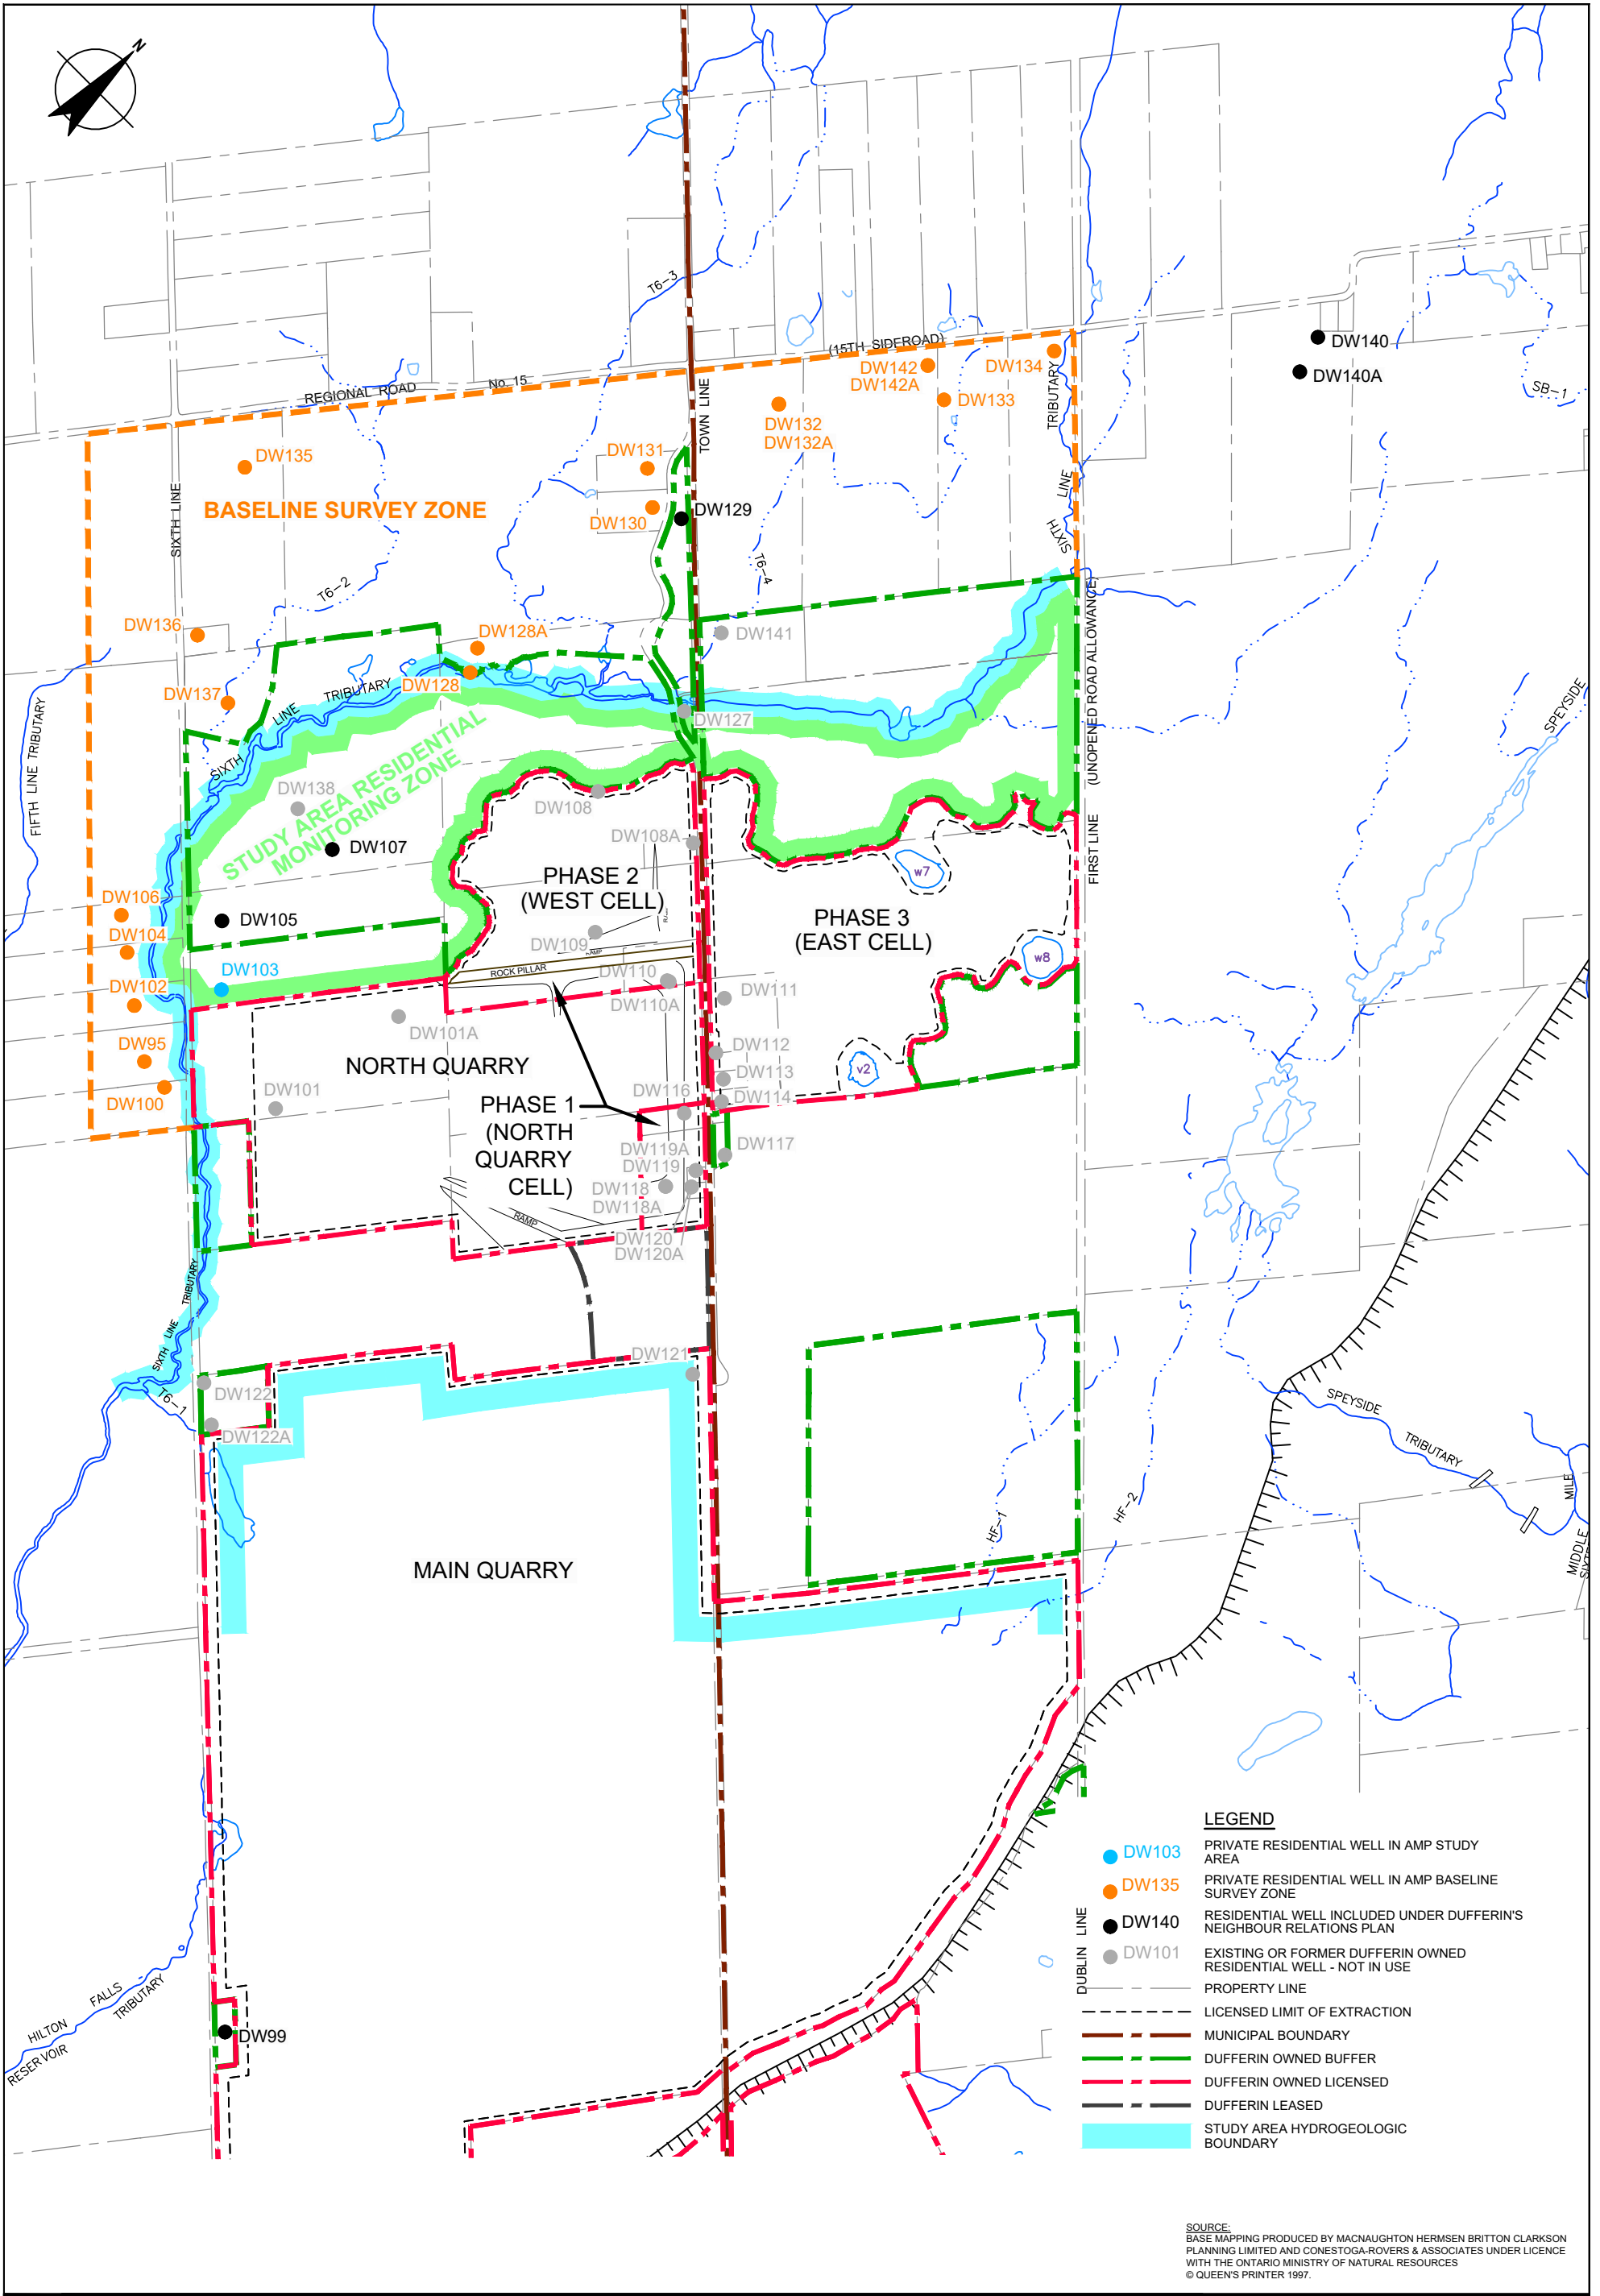 N
T6-3
(15TH SIDEROAD)
DW142
DW142A
DW134
DW133
DW140
DW140A
SB-1
REGIONAL ROAD No. 15
TOWN LINE
TRIBUTARY
LINE
SIXTH
DW132
DW132A
DW131
DW130
DW129
DW135
BASELINE SURVEY ZONE
SIXTH LINE
T6-2
T6-4
DW136
DW128A
DW128
DW141
DW137
SIXTH LINE TRIBUTARY
DW127
FIFTH LINE TRIBUTARY
STUDY AREA RESIDENTIAL
MONITORING ZONE
DW138
DW107
DW108
DW108A
FIRST LINE (UNOPENED ROAD ALLOWANCE)
SPEYSIDE
PHASE 2
(WEST CELL)
PHASE 3
(EAST CELL)
w7
w8
v2
DW106
DW104
DW105
DW103
DW102
DW109
RAMP
ROCK PILLAR
DW110
DW110A
DW111
DW101A
NORTH QUARRY
DW95
DW100
DW101
DW112
DW113
DW114
DW116
PHASE 1
(NORTH
QUARRY
CELL)
DW119A
DW119
DW117
DW118
DW118A
RAMP
DW120
DW120A
SIXTH LINE TRIBUTARY
T6-1
DW121
DW122
DW122A
SPEYSIDE TRIBUTARY
HF-1
HF-2
MILE
MIDDLE
MAIN QUARRY
HILTON FALLS
RESERVOIR TRIBUTARY
DW99
DUBLIN LINE
LEGEND
DW103 PRIVATE RESIDENTIAL WELL IN AMP STUDY
AREA
DW135 PRIVATE RESIDENTIAL WELL IN AMP BASELINE
SURVEY ZONE
DW140 RESIDENTIAL WELL INCLUDED UNDER DUFFERIN'S
NEIGHBOUR RELATIONS PLAN
DW101 EXISTING OR FORMER DUFFERIN OWNED
RESIDENTIAL WELL - NOT IN USE
PROPERTY LINE
LICENSED LIMIT OF EXTRACTION
MUNICIPAL BOUNDARY
DUFFERIN OWNED BUFFER
DUFFERIN OWNED LICENSED
DUFFERIN LEASED
STUDY AREA HYDROGEOLOGIC
BOUNDARY
SOURCE:
BASE MAPPING PRODUCED BY MACNAUGHTON HERMSEN BRITTON CLARKSON
PLANNING LIMITED AND CONESTOGA-ROVERS & ASSOCIATES UNDER LICENCE
WITH THE ONTARIO MINISTRY OF NATURAL RESOURCES
© QUEEN'S PRINTER 1997.